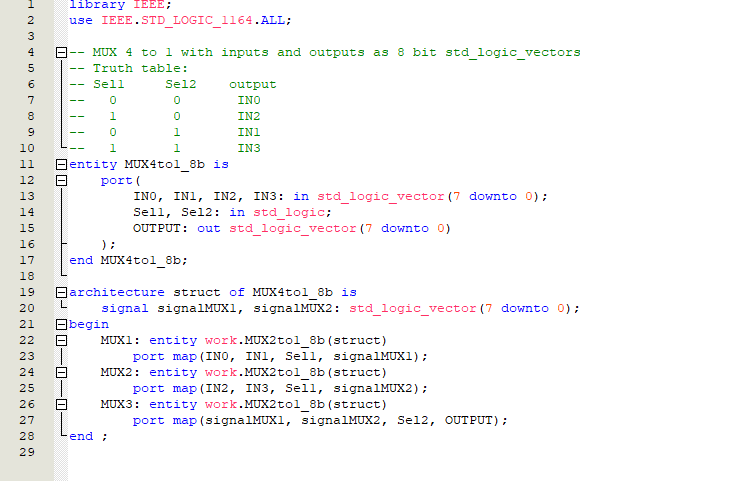 1 library IEEE;
2 use IEEE.STD_LOGIC_1164.ALL;
3
4 -- MUX 4 to 1 with inputs and outputs as 8 bit std_logic_vectors
5 -- Truth table:
6 -- Sel1 Sel2 output
7 -- 0 0 IN0
8 -- 1 0 IN2
9 -- 0 1 IN1
10 -- 1 1 IN3
11 entity MUX4to1_8b is
12 port(
13 IN0, IN1, IN2, IN3: in std_logic_vector(7 downto 0);
14 Sel1, Sel2: in std_logic;
15 OUTPUT: out std_logic_vector(7 downto 0)
16 );
17 end MUX4to1_8b;
18
19 architecture struct of MUX4to1_8b is
20 signal signalMUX1, signalMUX2: std_logic_vector(7 downto 0);
21 begin
22 MUX1: entity work.MUX2to1_8b(struct)
23 port map(IN0, IN1, Sel1, signalMUX1);
24 MUX2: entity work.MUX2to1_8b(struct)
25 port map(IN2, IN3, Sel1, signalMUX2);
26 MUX3: entity work.MUX2to1_8b(struct)
27 port map(signalMUX1, signalMUX2, Sel2, OUTPUT);
28 end ;
29